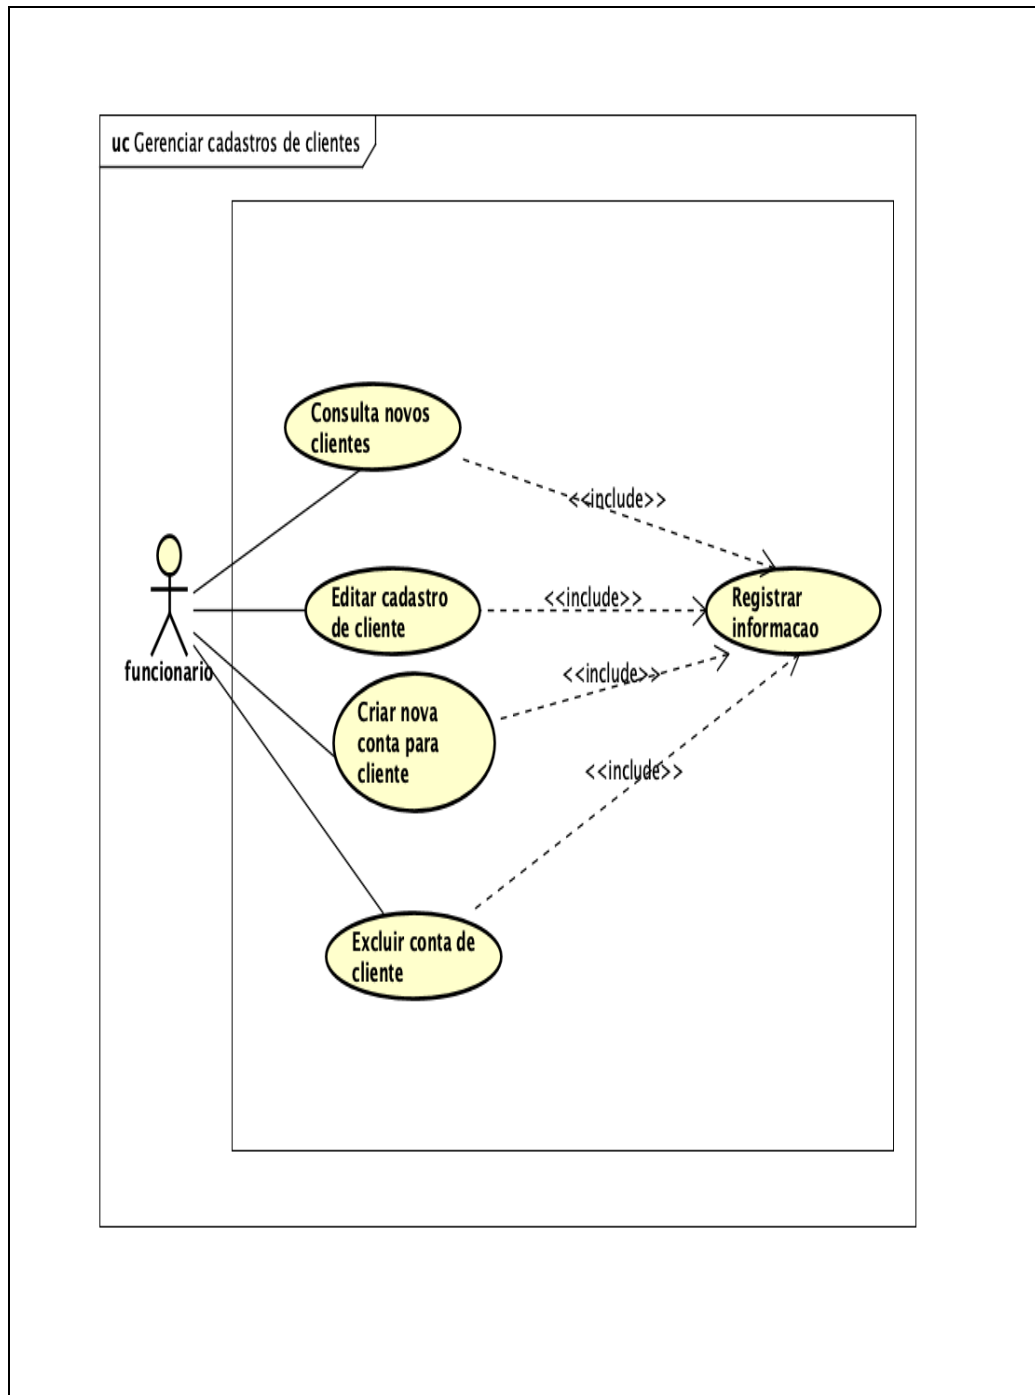 uc Gerenciar cadastros de clientes
Consulta novos
clientes
<<include>>
Editar cadastro
de cliente
<<include>>
Registrar
informacao
funcionario
<<include>>
Criar nova
conta para
cliente
<<include>>
Excluir conta de
cliente